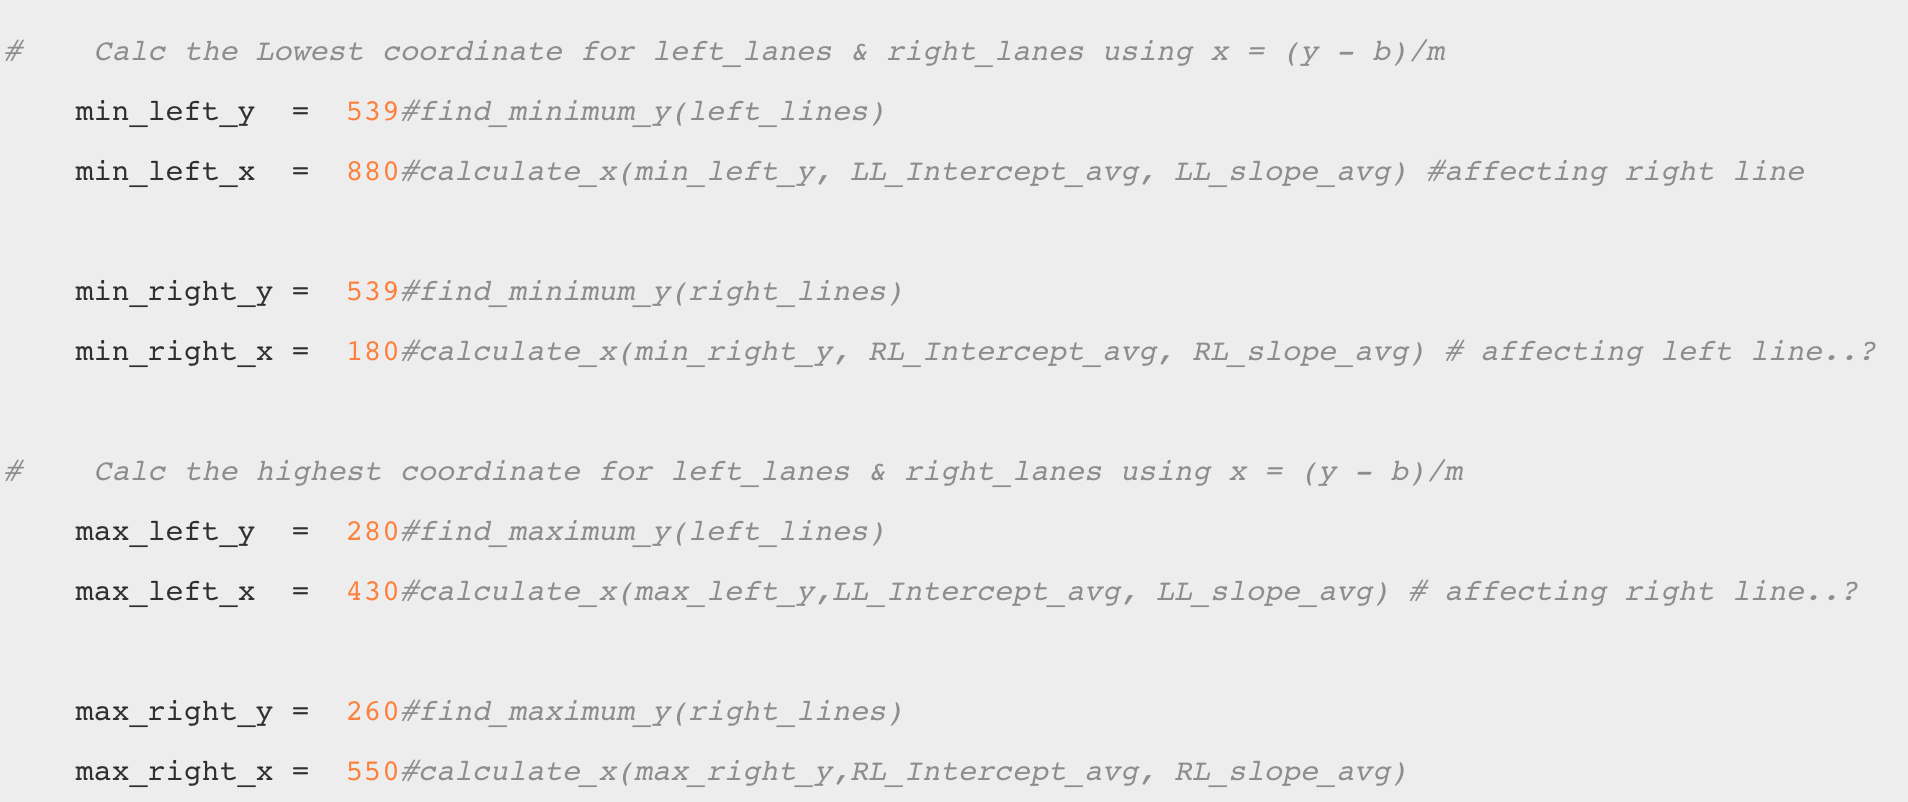 #    Calc the Lowest coordinate for left_lanes & right_lanes using x = (y - b)/m
    min_left_y  =  539#find_minimum_y(left_lines)
    min_left_x  =  880#calculate_x(min_left_y, LL_Intercept_avg, LL_slope_avg) #affecting right line
    min_right_y =  539#find_minimum_y(right_lines)
    min_right_x =  180#calculate_x(min_right_y, RL_Intercept_avg, RL_slope_avg) # affecting left line..?
#    Calc the highest coordinate for left_lanes & right_lanes using x = (y - b)/m
    max_left_y  =  280#find_maximum_y(left_lines)
    max_left_x  =  430#calculate_x(max_left_y,LL_Intercept_avg, LL_slope_avg) # affecting right line..?
    max_right_y =  260#find_maximum_y(right_lines)
    max_right_x =  550#calculate_x(max_right_y,RL_Intercept_avg, RL_slope_avg)